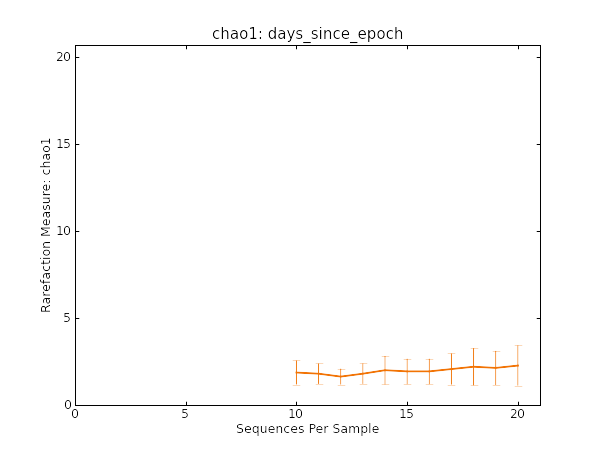 chao1: days_since_epoch
20
15
10
5
0
Rarefaction Measure: chao1
0 5 10 15 20
Sequences Per Sample